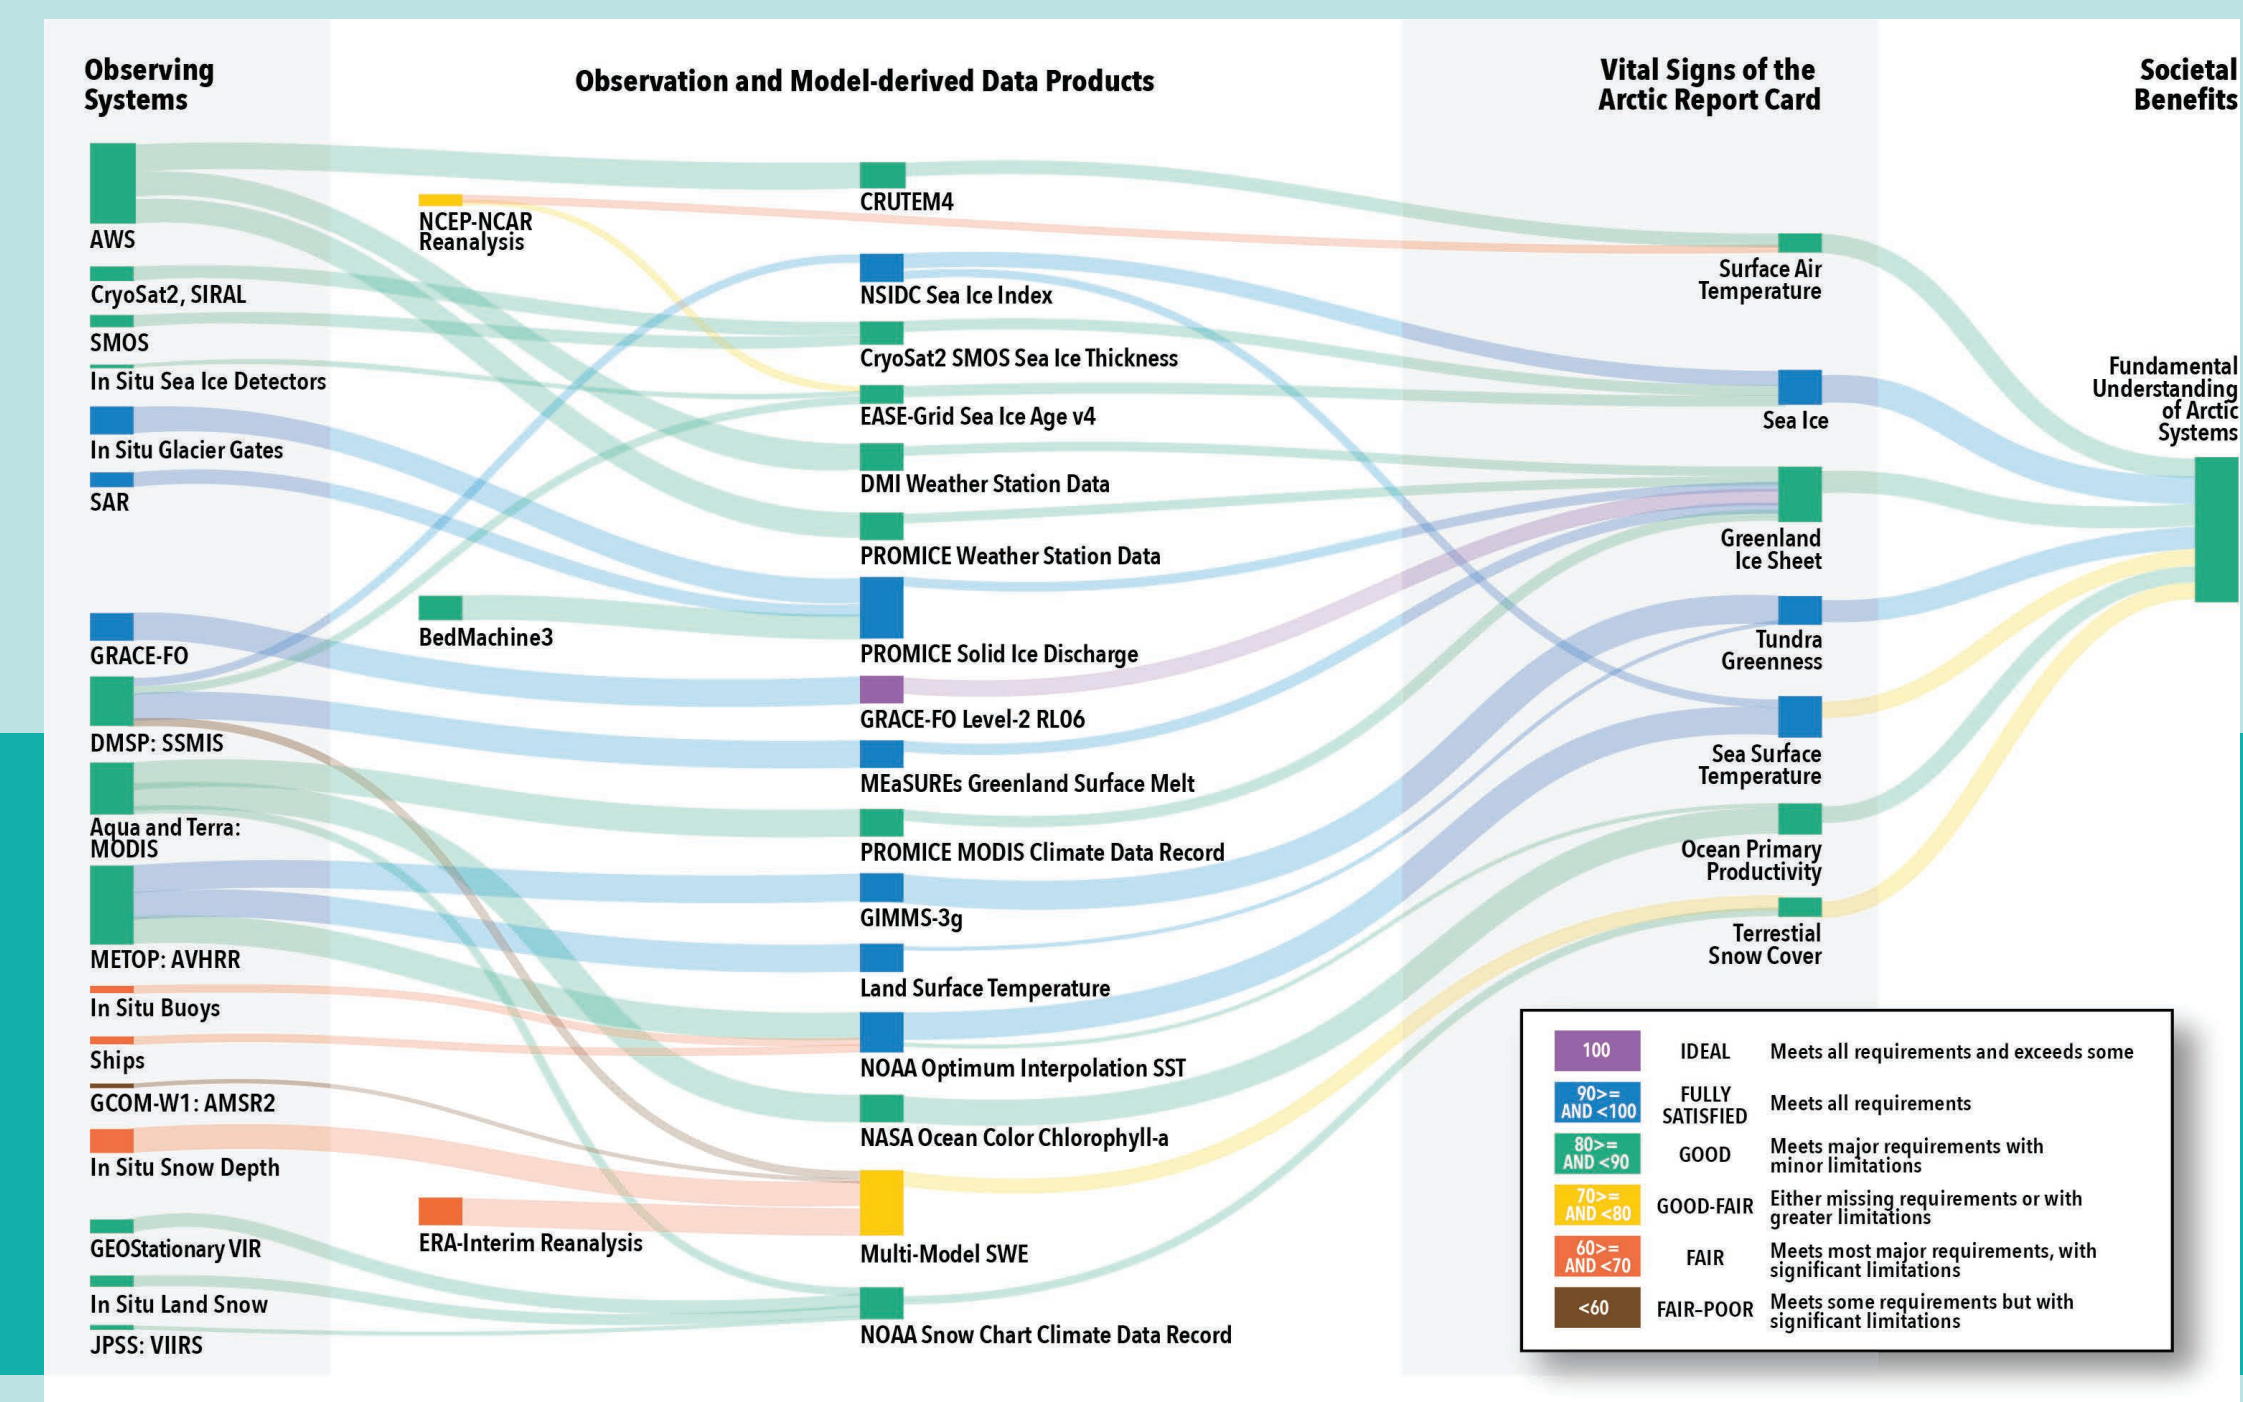 Observing
Systems
Observation and Model-derived Data Products
Vital Signs of the
Arctic Report Card
Societal
Benefits
AWS
CryoSat2, SIRAL
SMOS
In Situ Sea Ice Detectors
In Situ Glacier Gates
SAR
GRACE-FO
DMSP: SSMIS
Aqua and Terra:
MODIS
METOP: AVHRR
In Situ Buoys
Ships
GCOM-W1: AMSR2
In Situ Snow Depth
GEOStationary VIR
In Situ Land Snow
JPSS: VIIRS
NCEP-NCAR
Reanalysis
BedMachine3
ERA-Interim Reanalysis
CRUTEM4
NSIDC Sea Ice Index
CryoSat2 SMOS Sea Ice Thickness
EASE-Grid Sea Ice Age v4
DMI Weather Station Data
PROMICE Weather Station Data
PROMICE Solid Ice Discharge
GRACE-FO Level-2 RL06
MEaSUREs Greenland Surface Melt
PROMICE MODIS Climate Data Record
GIMMS-3g
Land Surface Temperature
NOAA Optimum Interpolation SST
NASA Ocean Color Chlorophyll-a
Multi-Model SWE
NOAA Snow Chart Climate Data Record
Surface Air
Temperature
Sea Ice
Greenland
Ice Sheet
Tundra
Greenness
Sea Surface
Temperature
Ocean Primary
Productivity
Terrestial
Snow Cover
Fundamental
Understanding
of Arctic
Systems
100 IDEAL Meets all requirements and exceeds some
90>=
AND <100
FULLY
SATISFIED
Meets all requirements
80>=
AND <90
GOOD
Meets major requirements with
minor limitations
70>=
AND <80
GOOD-FAIR
Either missing requirements or with
greater limitations
60>=
AND <70
FAIR
Meets most major requirements, with
significant limitations
<60
FAIR–POOR
Meets some requirements but with
significant limitations